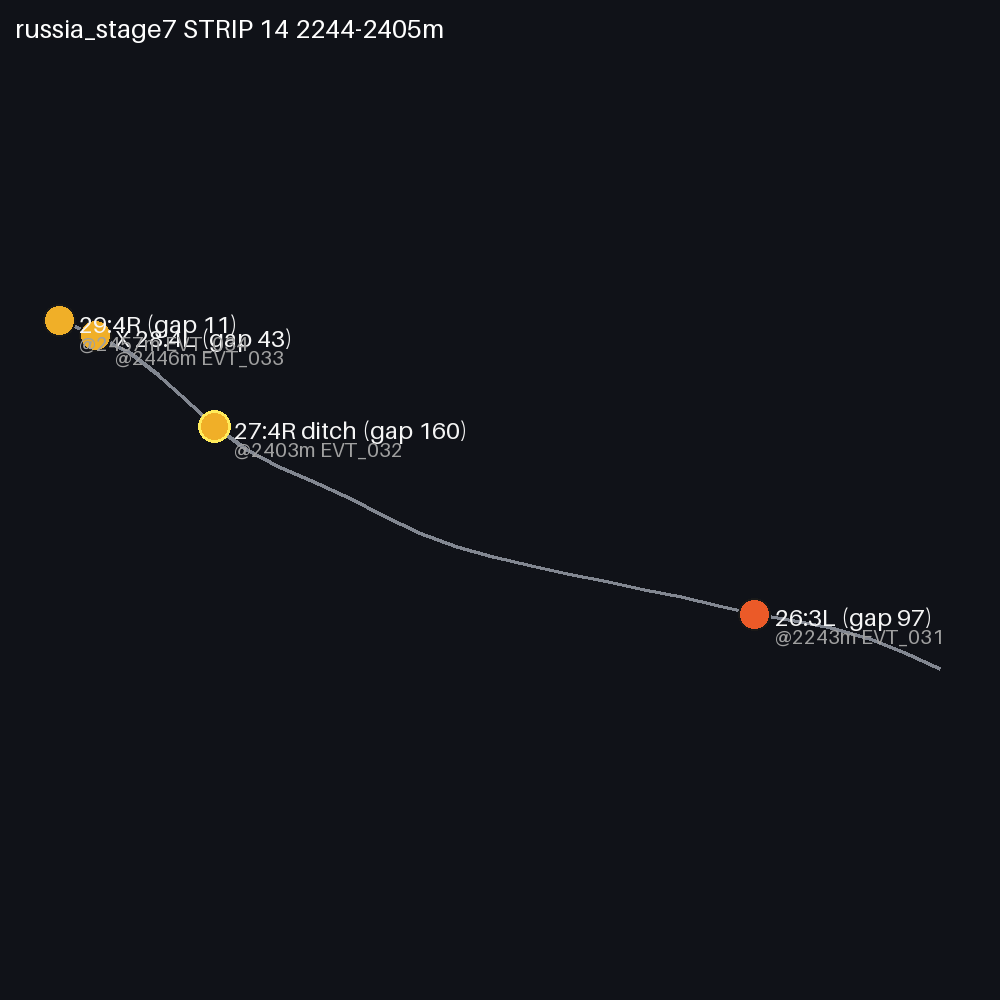 russia_stage7 STRIP 14 2244-2405m
29:4R (gap 11)
X 28:4L (gap 43)
@2446m EVT_033
27:4R ditch (gap 160)
@2403m EVT_032
26:3L (gap 97)
@2243m EVT_031